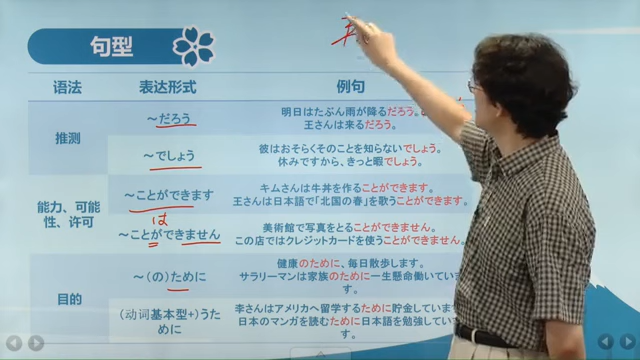 句型
语法 表达形式 例句
推测
~だろう
明日はたぶん雨が降るだろう。
王さんは来るだろう。
~でしょう
彼はおそらくそのことを知らないでしょう。
休みですから、きっと暇でしょう。
能力、可能
性、许可
~ことができます
キムさんは牛丼を作ることができます。
王さんは日本語で「北国の春」を歌うことができます。
は
~ことができません
美術館で写真をとることができません。
この店ではクレジットカードを使うことができません。
目的
~(の)ために
健康のために、毎日散歩します。
サラリーマンは家族のために一生懸命働いていま
す。
(动词基本型+)うた
めに
李さんはアメリカへ留学するために貯金しています
日本のマンガを読むために日本語を勉強していま
す。